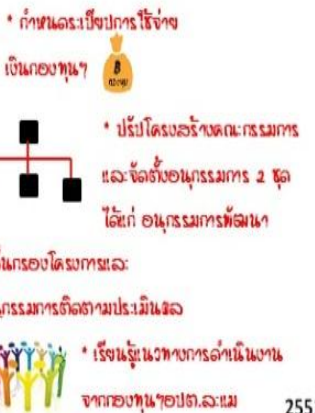 * กำหนดระเบียบการใช้จ่าย
เงินกองทุนฯ
฿
* ปรับโครงสร้างคณะกรรมการ
และจัดตั้งอนุกรรมการ 2 ชุด
ได้แก่ อนุกรรมการพัฒนา
กรองโครงการและ
กรรมการติดตามประเมินผล
* เรียนรู้แนวทางการดำเนินงาน
จากกองทุนฯอปต.ละแม
255